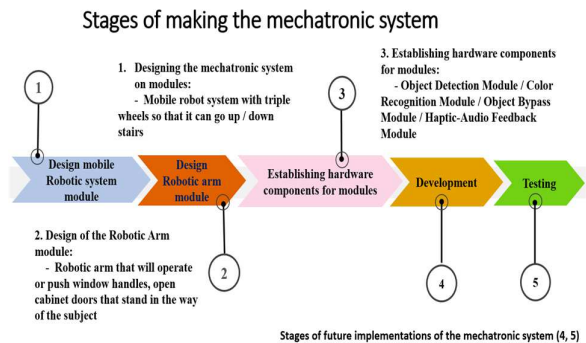 Stages of making the mechatronic system
1. Designing the mechatronic system
on modules:
- Mobile robot system with triple
wheels so that it can go up / down
stairs
3. Establishing hardware components
for modules:
- Object Detection Module / Color
Recognition Module / Object Bypass
Module / Haptic-Audio Feedback
Module
1
3
Design mobile
Robotic system
module
Design
Robotic arm
module
Establishing hardware
components for modules
Development
Testing
2. Design of the Robotic Arm
module:
- Robotic arm that will operate
or push window handles, open
cabinet doors that stand in the way
of the subject
2
4
5
Stages of future implementations of the mechatronic system (4, 5)